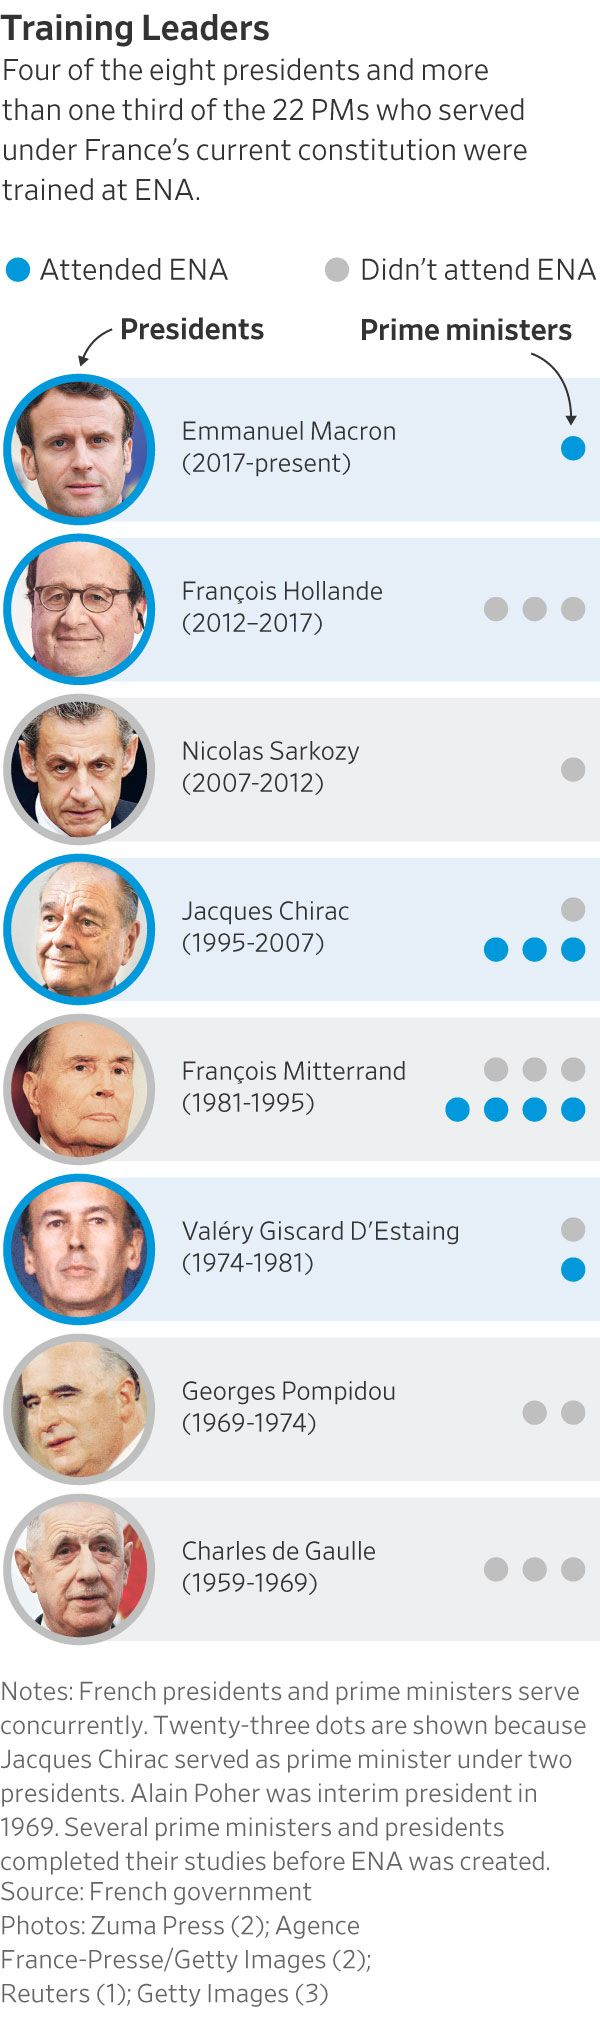 Training Leaders
Four of the eight presidents and more
than one third of the 22 PMs who served
under France’s current constitution were
trained at ENA.
Attended ENA
Didn’t attend ENA
Presidents
Prime ministers
Emmanuel Macron
(2017-present)
François Hollande
(2012–2017)
Nicolas Sarkozy
(2007-2012)
Jacques Chirac
(1995-2007)
François Mitterrand
(1981-1995)
Valéry Giscard D’Estaing
(1974-1981)
Georges Pompidou
(1969-1974)
Charles de Gaulle
(1959-1969)
Notes: French presidents and prime ministers serve
concurrently. Twenty-three dots are shown because
Jacques Chirac served as prime minister under two
presidents. Alain Poher was interim president in
1969. Several prime ministers and presidents
completed their studies before ENA was created.
Source: French government
Photos: Zuma Press (2); Agence
France-Presse/Getty Images (2);
Reuters (1); Getty Images (3)